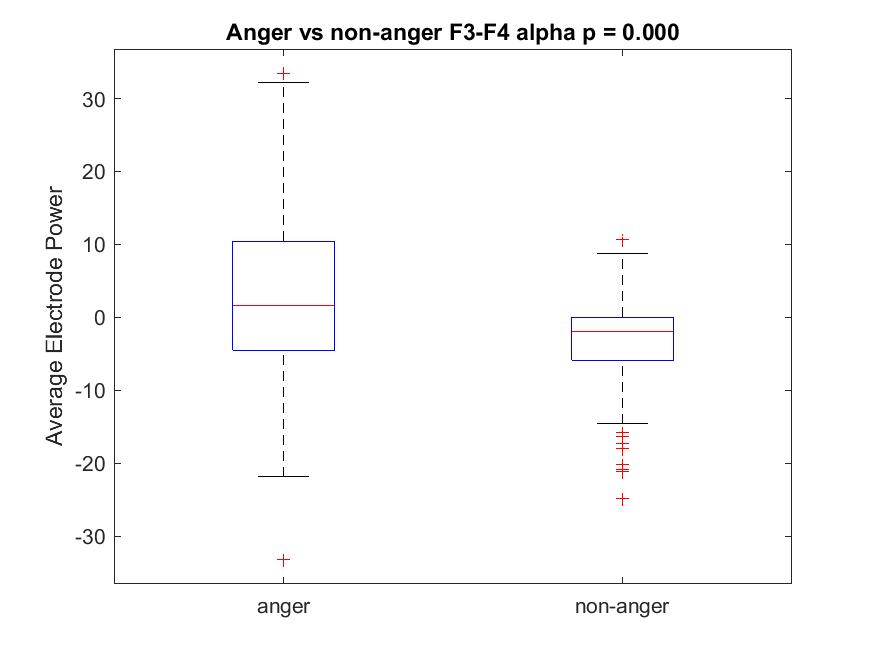 Anger vs non-anger F3-F4 alpha p = 0.000
Average Electrode Power
30
20
10
0
-10
-20
-30
anger
non-anger